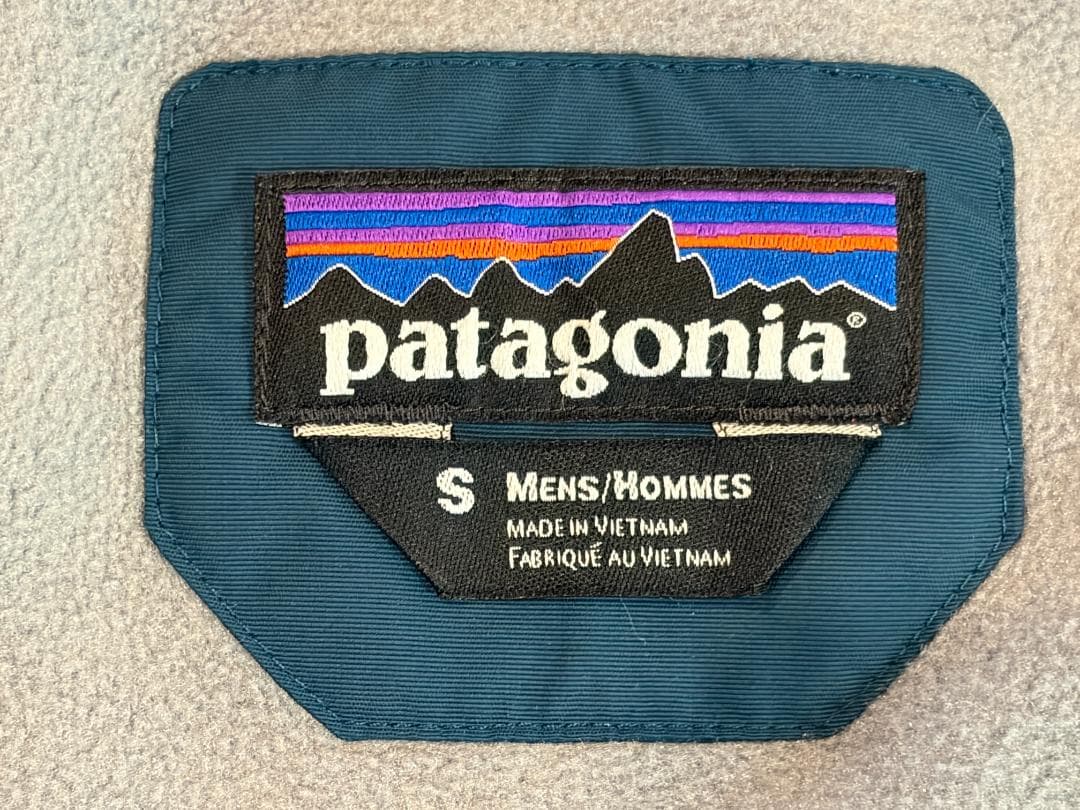 patagonia®
S MENS/HOMMES
MADE IN VIETNAM
FABRIQUÉ AU VIETNAM